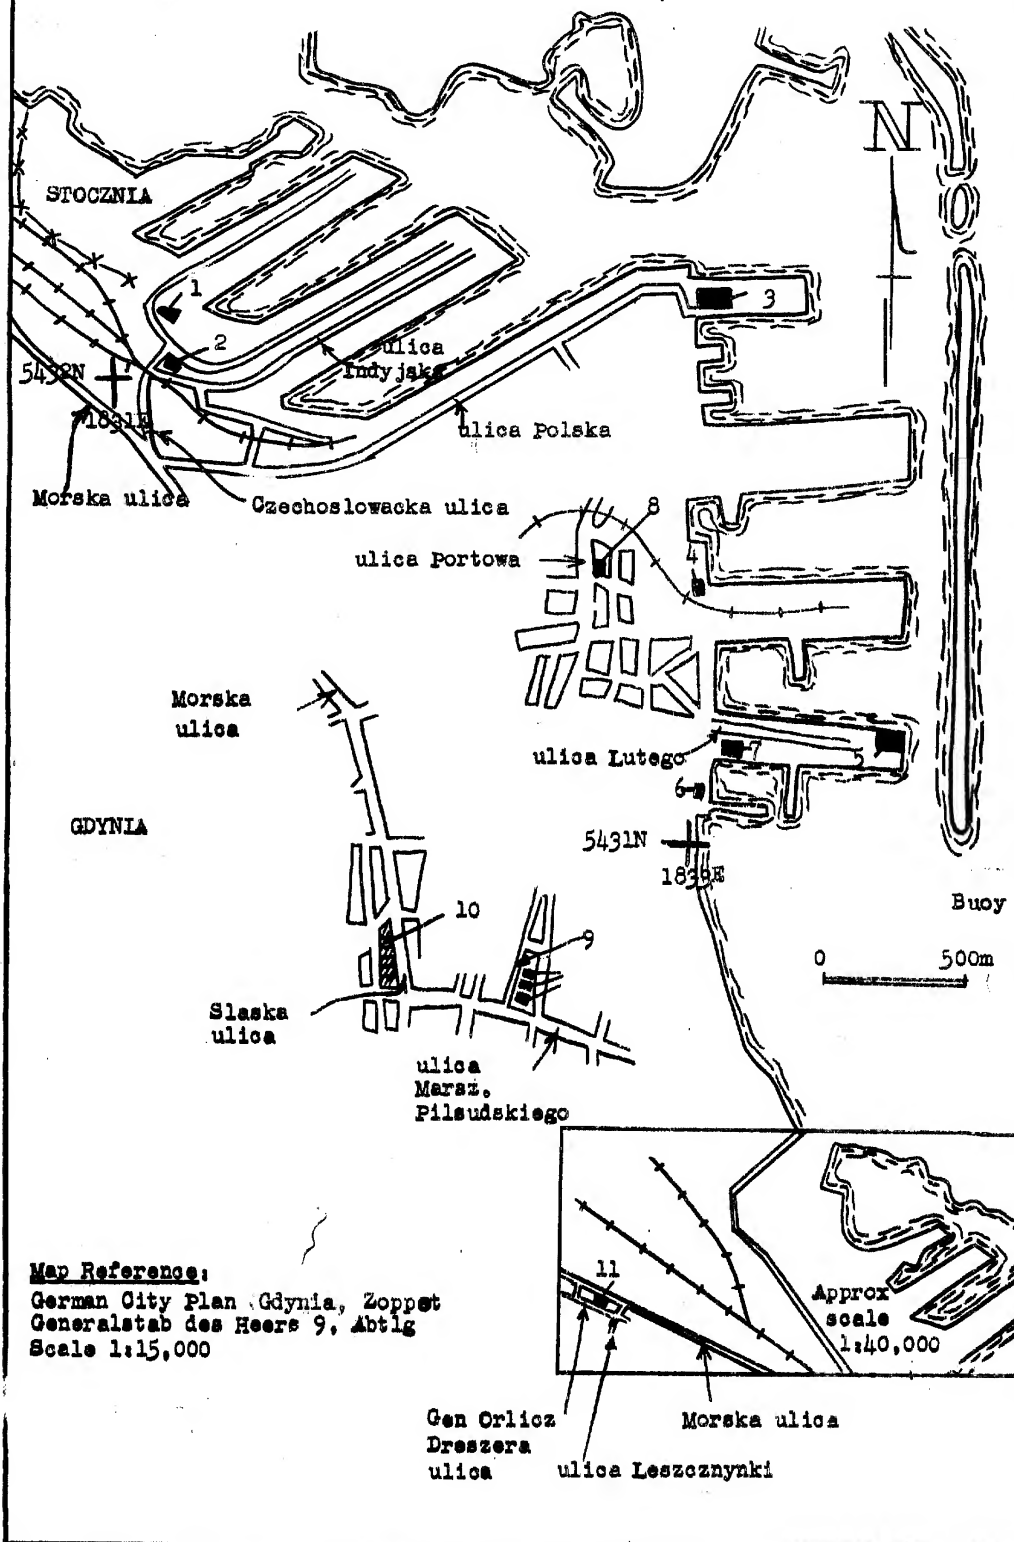 N
STOCZNIA
1
3
2
ulica
Indyjska
5432N
1831E
ulica Polska
Morska ulica
Czechoslowacka ulica
8
ulica Portowa
4
Morska
ulica
ulica Lutego
7
5
6
GDYNIA
5431N
1832E
Buoy
10
9
0 500m
Slaska
ulica
ulica
Marsz.
Pilsudskiego
Map Reference:
German City Plan Gdynia, Zoppot
Generalstab des Heers 9, Abtlg
Scale 1:15,000
11
Approx
scale
1:40,000
Gen Orlicz
Dreszera
ulica
Morska ulica
ulica Leszcznynki